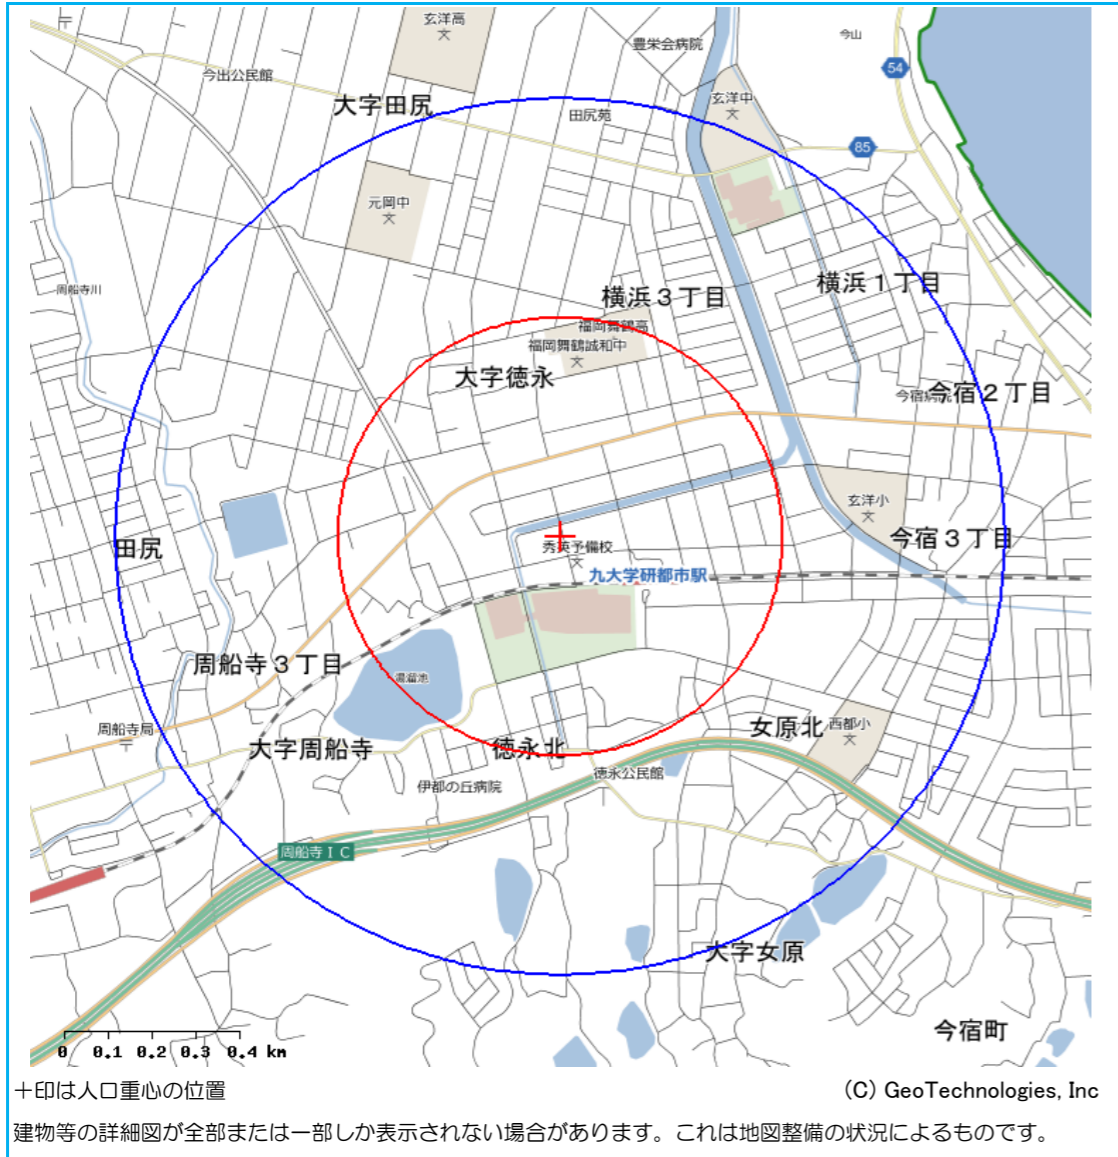 玄洋高
今山
豊栄会病院
54
今出公民館
玄洋中
大字田尻
田尻苑
85
元岡中
横浜1丁目
周船寺川
横浜3丁目
福岡舞鶴高
福岡舞鶴誠和中
大字徳永
今宿病院
今宿2丁目
玄洋小
今宿3丁目
田尻
秀英予備校
九大学研都市駅
周船寺3丁目
湯溜池
周船寺局
大字周船寺
徳永北
女原北
西都小
徳永公民館
伊都の丘病院
周船寺IC
大字女原
今宿町
0 0.1 0.2 0.3 0.4 km
+印は人口重心の位置
(C) GeoTechnologies, Inc
建物等の詳細図が全部または一部しか表示されない場合があります。これは地図整備の状況によるものです。